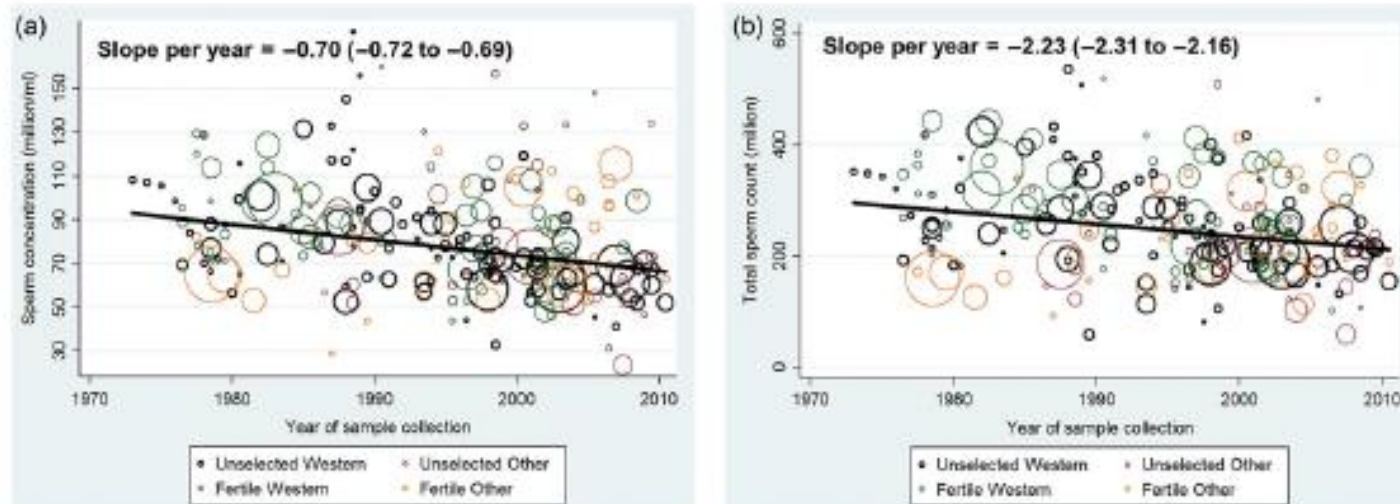 (a)
Slope per year = −0.70 (−0.72 to −0.69)
Sperm concentration (million/ml)
150
130
110
90
70
50
30
1970
1980
1990
2000
2010
Year of sample collection
Unselected Western
Unselected Other
Fertile Western
Fertile Other
(b)
Slope per year = −2.23 (−2.31 to −2.16)
Total sperm count (million)
600
400
200
0
1970
1980
1990
2000
2010
Year of sample collection
Unselected Western
Unselected Other
Fertile Western
Fertile Other